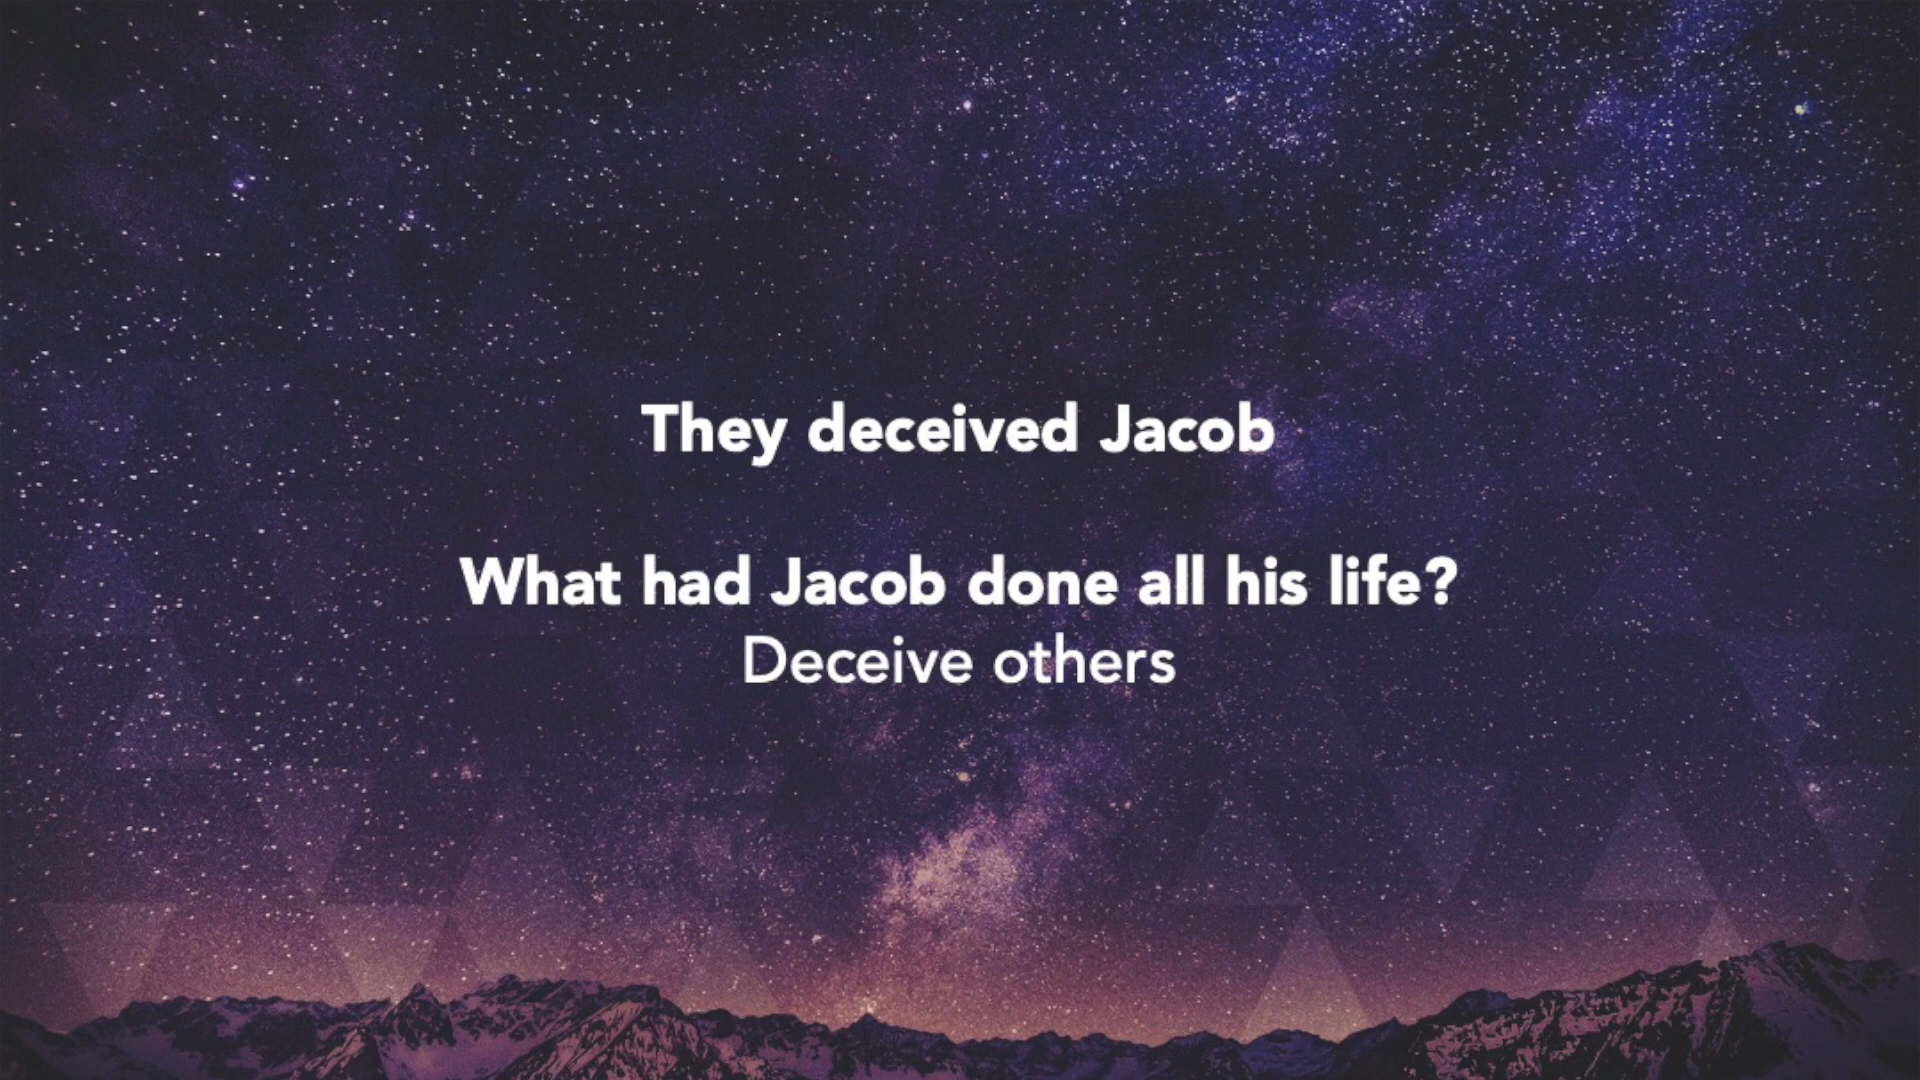 They deceived Jacob
What had Jacob done all his life?
Deceive others